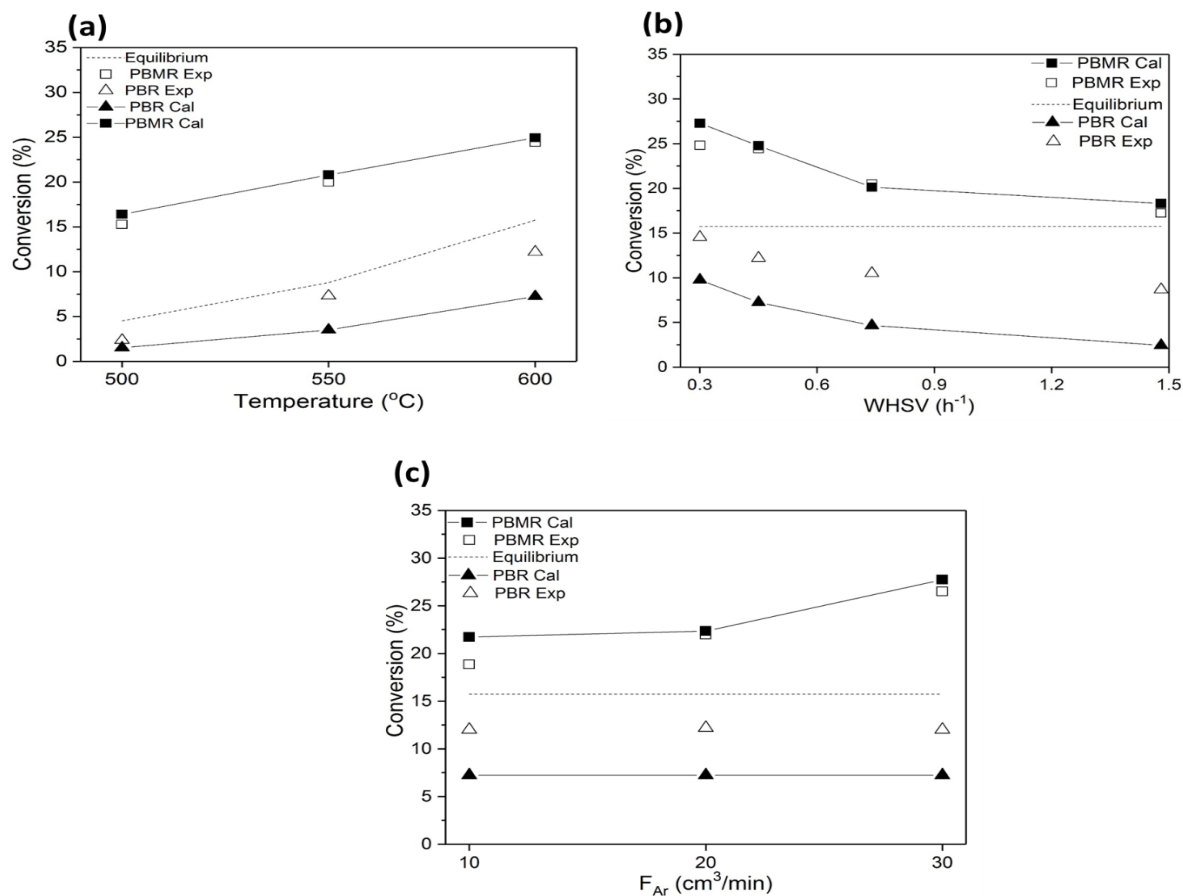 (a)
35
30
25
20
15
10
5
0
Conversion (%)
Equilibrium
PBMR Exp
PBR Exp
PBR Cal
PBMR Cal
500
550
600
Temperature (°C)
(b)
35
30
25
20
15
10
5
0
Conversion (%)
PBMR Cal
PBMR Exp
Equilibrium
PBR Cal
PBR Exp
0.3
0.6
0.9
1.2
1.5
WHSV (h⁻¹)
(c)
35
30
25
20
15
10
5
0
Conversion (%)
PBMR Cal
PBMR Exp
Equilibrium
PBR Cal
PBR Exp
10
20
30
F_Ar (cm³/min)